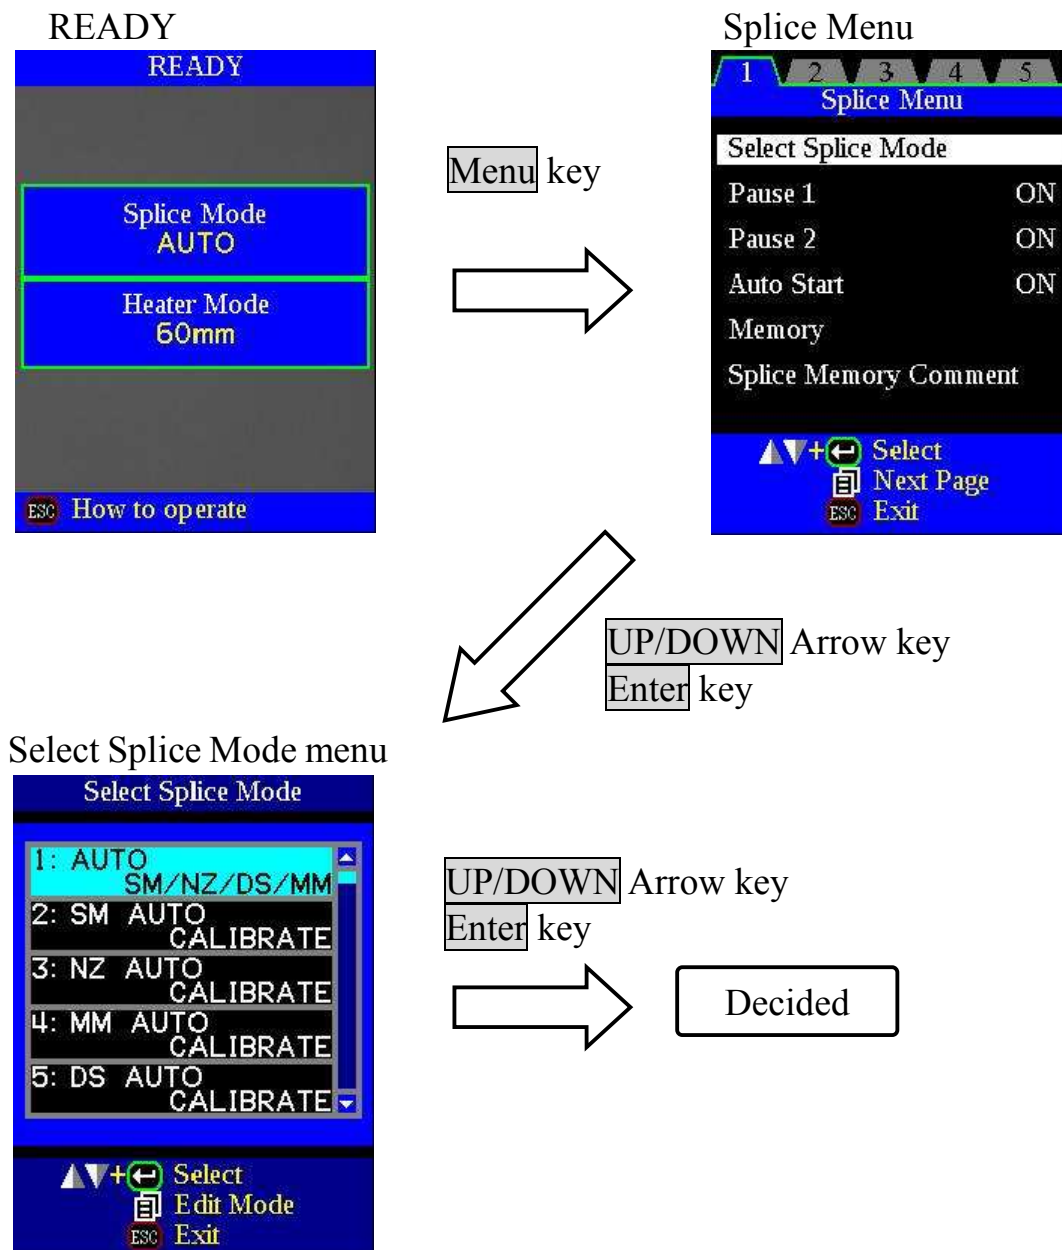 READY
READY
Splice Mode
AUTO
Heater Mode
60mm
ESC How to operate
Menu key
Splice Menu
1 2 3 4 5
Splice Menu
Select Splice Mode
Pause 1 ON
Pause 2 ON
Auto Start ON
Memory
Splice Memory Comment
+ Select
Next Page
ESC Exit
UP/DOWN Arrow key
Enter key
Select Splice Mode menu
Select Splice Mode
1: AUTO
SM/NZ/DS/MM
2: SM AUTO
CALIBRATE
3: NZ AUTO
CALIBRATE
4: MM AUTO
CALIBRATE
5: DS AUTO
CALIBRATE
+ Select
Edit Mode
ESC Exit
UP/DOWN Arrow key
Enter key
Decided